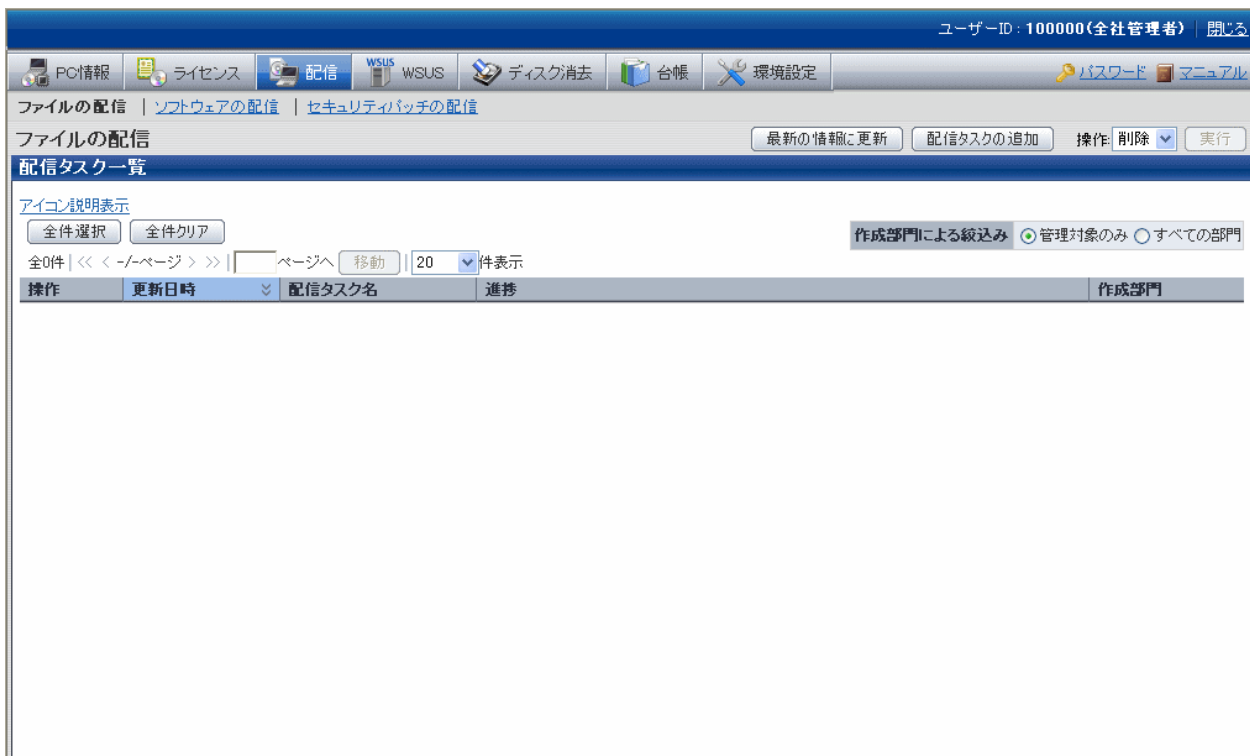 ユーザーID:100000(全社管理者) | 閉じる
PC情報 ライセンス 配信 WSUS WSUS ディスク消去 台帳 環境設定 パスワード マニュアル
ファイルの配信 | ソフトウェアの配信 | セキュリティパッチの配信
ファイルの配信 最新の情報に更新 配信タスクの追加 操作: 削除 実行
配信タスク一覧
アイコン説明表示
全件選択 全件クリア 作成部門による絞込み 管理対象のみ すべての部門
全0件 | << < -/-ページ > >> | ページへ 移動 | 20 件表示
操作 更新日時 配信タスク名 進捗 作成部門